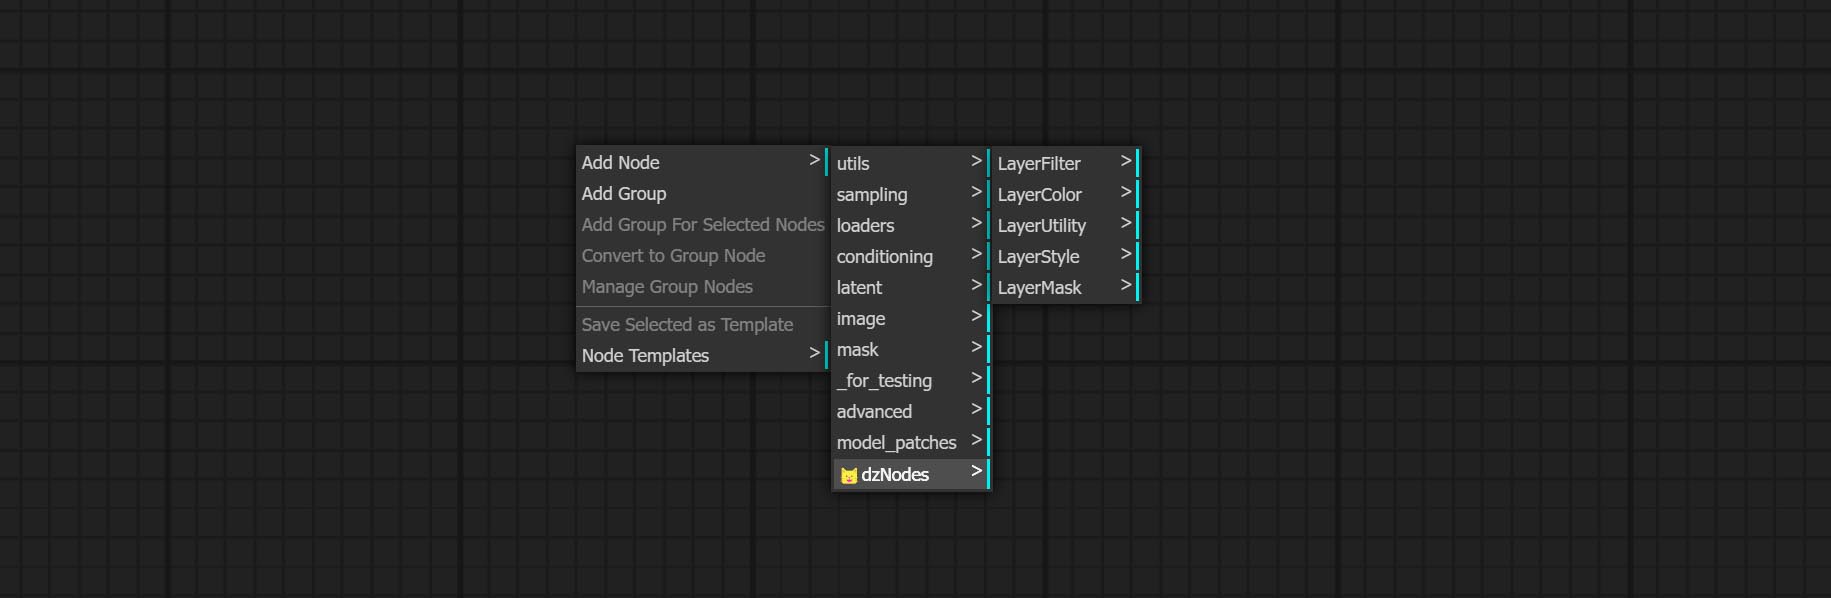 Add Node >
Add Group
Add Group For Selected Nodes
Convert to Group Node
Manage Group Nodes
Save Selected as Template
Node Templates >
utils >
sampling >
loaders >
conditioning >
latent >
image >
mask >
_for_testing >
advanced >
model_patches >
dzNodes >
LayerFilter >
LayerColor >
LayerUtility >
LayerStyle >
LayerMask >